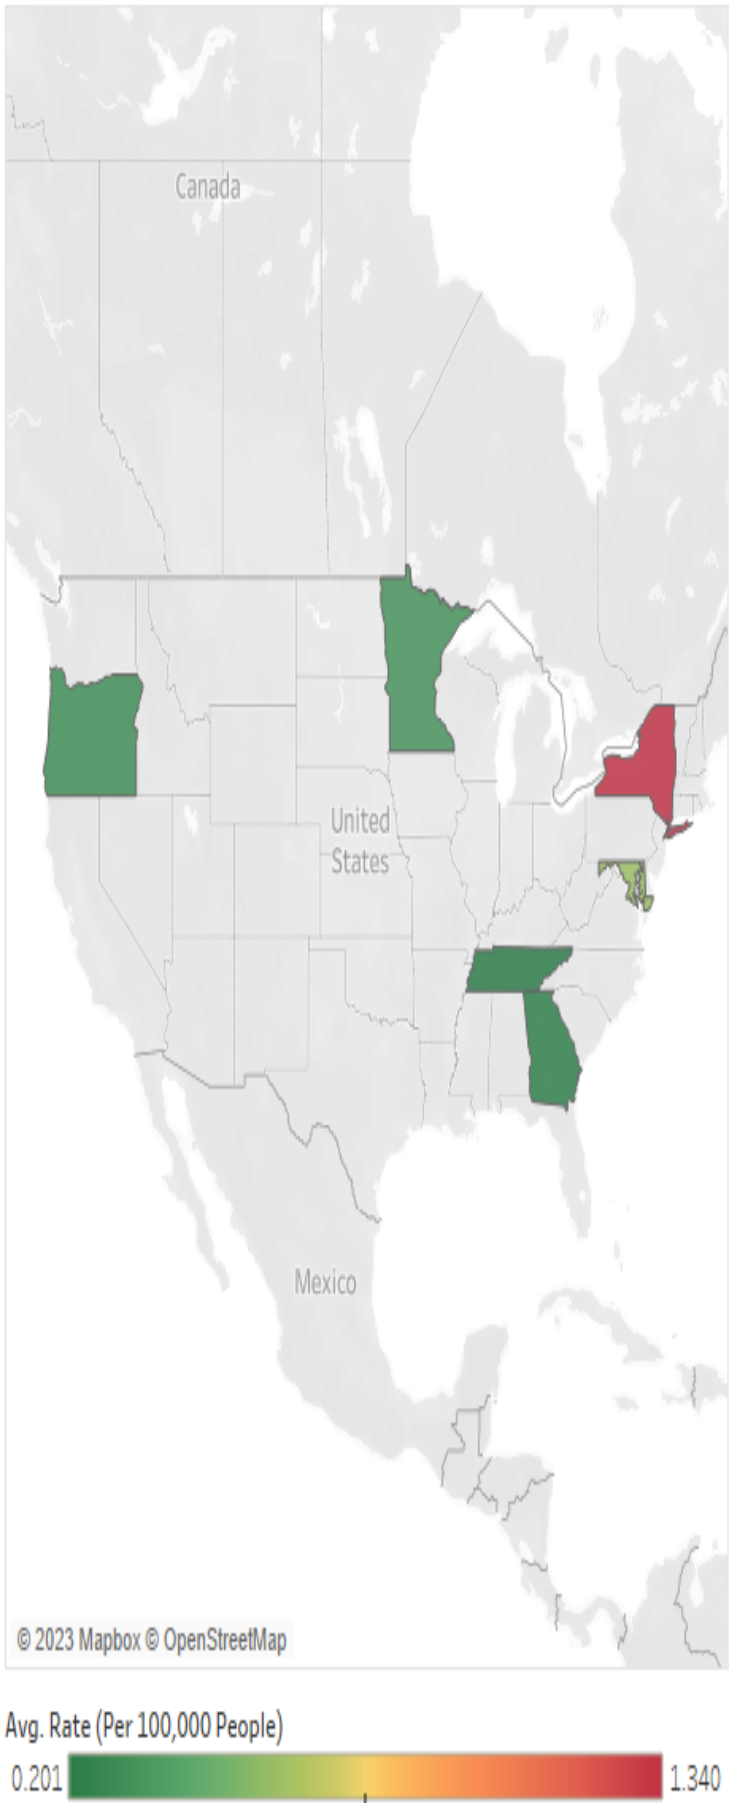 Canada
United
States
Mexico
© 2023 Mapbox © OpenStreetMap
Avg. Rate (Per 100,000 People)
0.201 1.340